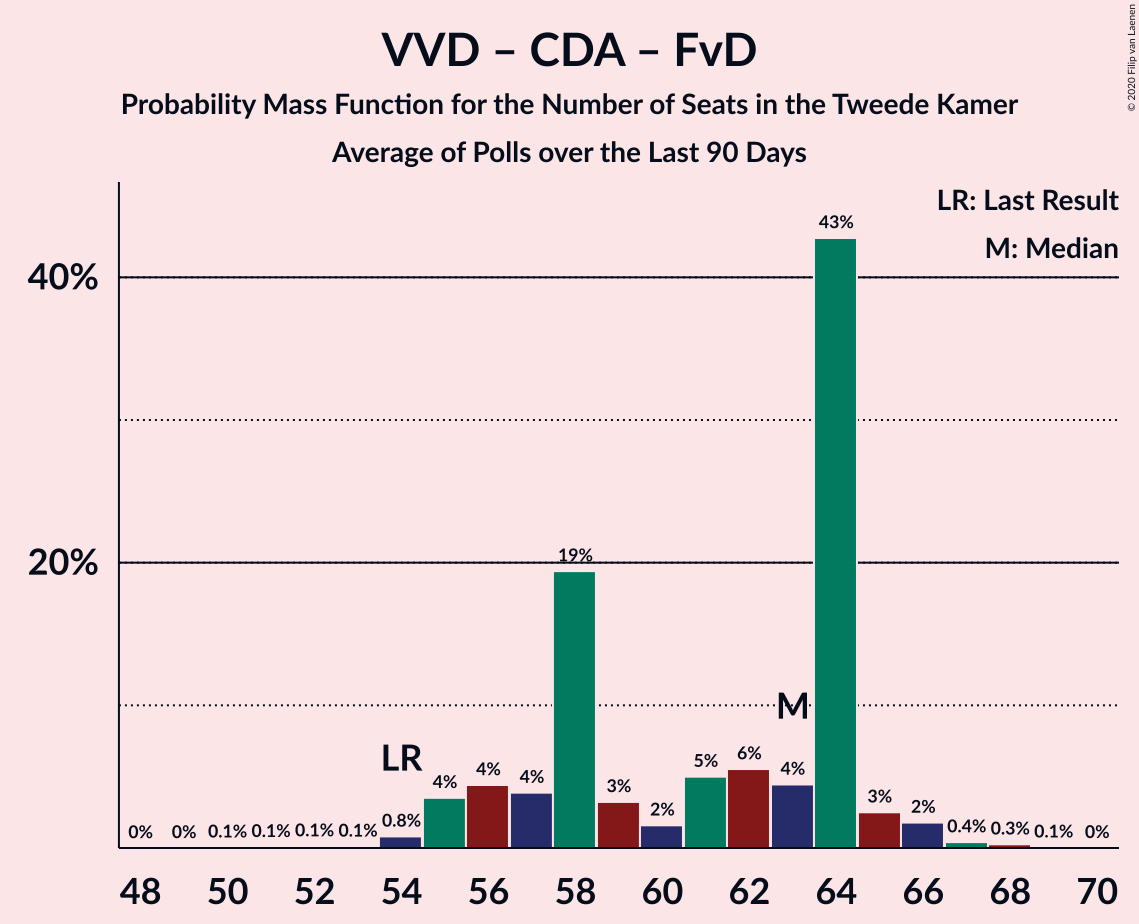 VVD – CDA – FvD
Probability Mass Function for the Number of Seats in the Tweede Kamer
Average of Polls over the Last 90 Days
© 2020 Filip van Laenen
LR: Last Result
M: Median
40%
20%
0% 0% 0.1% 0.1% 0.1% 0.1% 0.8% 4% 4% 4% 19% 3% 2% 5% 6% 4% 43% 3% 2% 0.4% 0.3% 0.1% 0%
LR
M
48 50 52 54 56 58 60 62 64 66 68 70